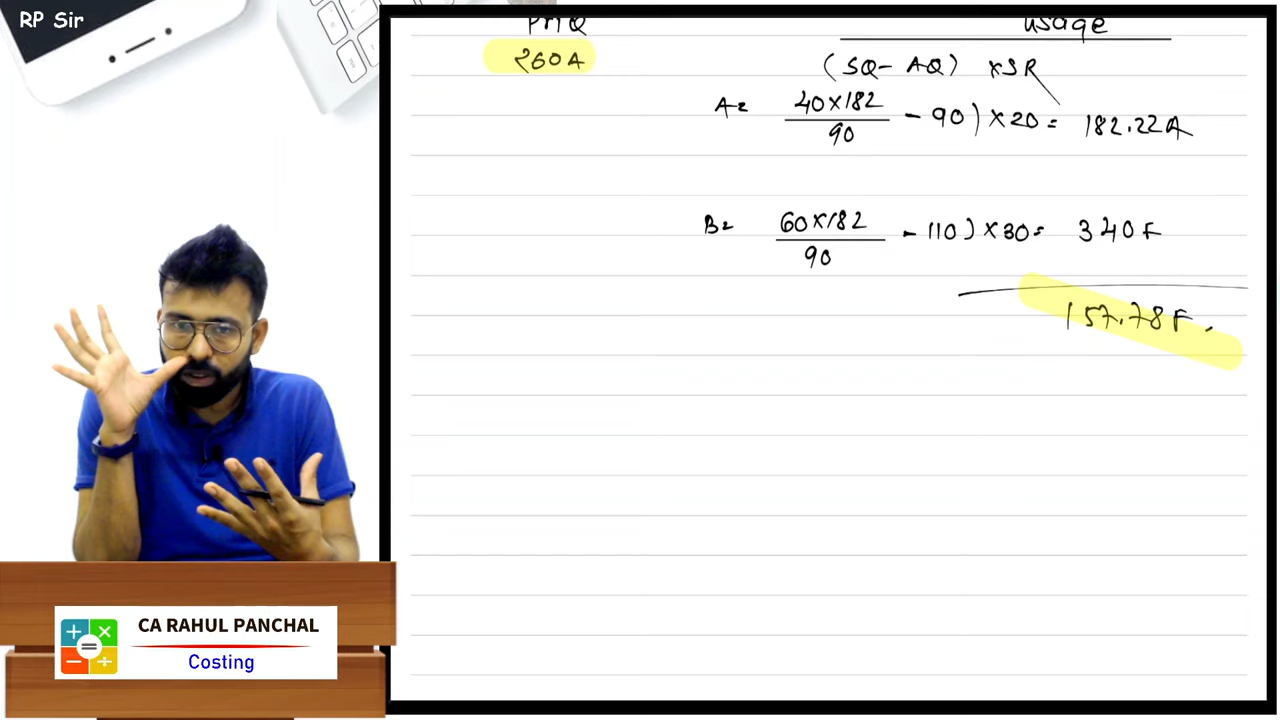 RP Sir
usage
260A
(SQ- AQ) ×SR
A= 40×182/90 - 90) ×20= 182.22A
B= 60×182/90 - 110) ×30= 340F
157.78F.
CA RAHUL PANCHAL
Costing